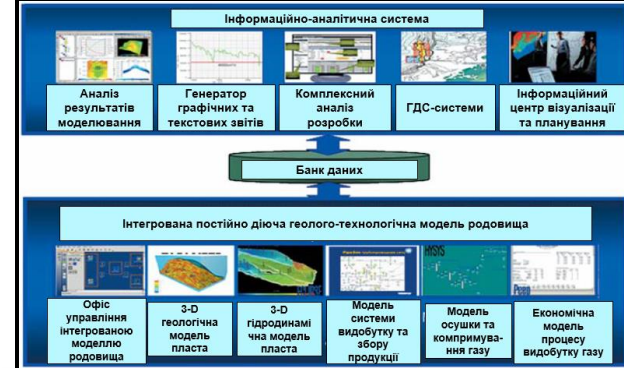 Інформаційно-аналітична система
Аналіз
результатів
моделювання
Генератор
графічних та
текстових звітів
Комплексний
аналіз
розробки
ГДС-системи
Інформаційний
центр візуалізації
та планування
Банк даних
Інтегрована постійно діюча геолого-технологічна модель родовища
HYSYS
Офіс
управління
інтегрованою
моделлю
родовища
3-D
геологічна
модель
пласта
3-D
гідродинамі
чна модель
пласта
Модель
системи
видобутку та
збору
продукції
Модель
осушки та
компримува-
ння газу
Економічна
модель
процесу
видобутку газу